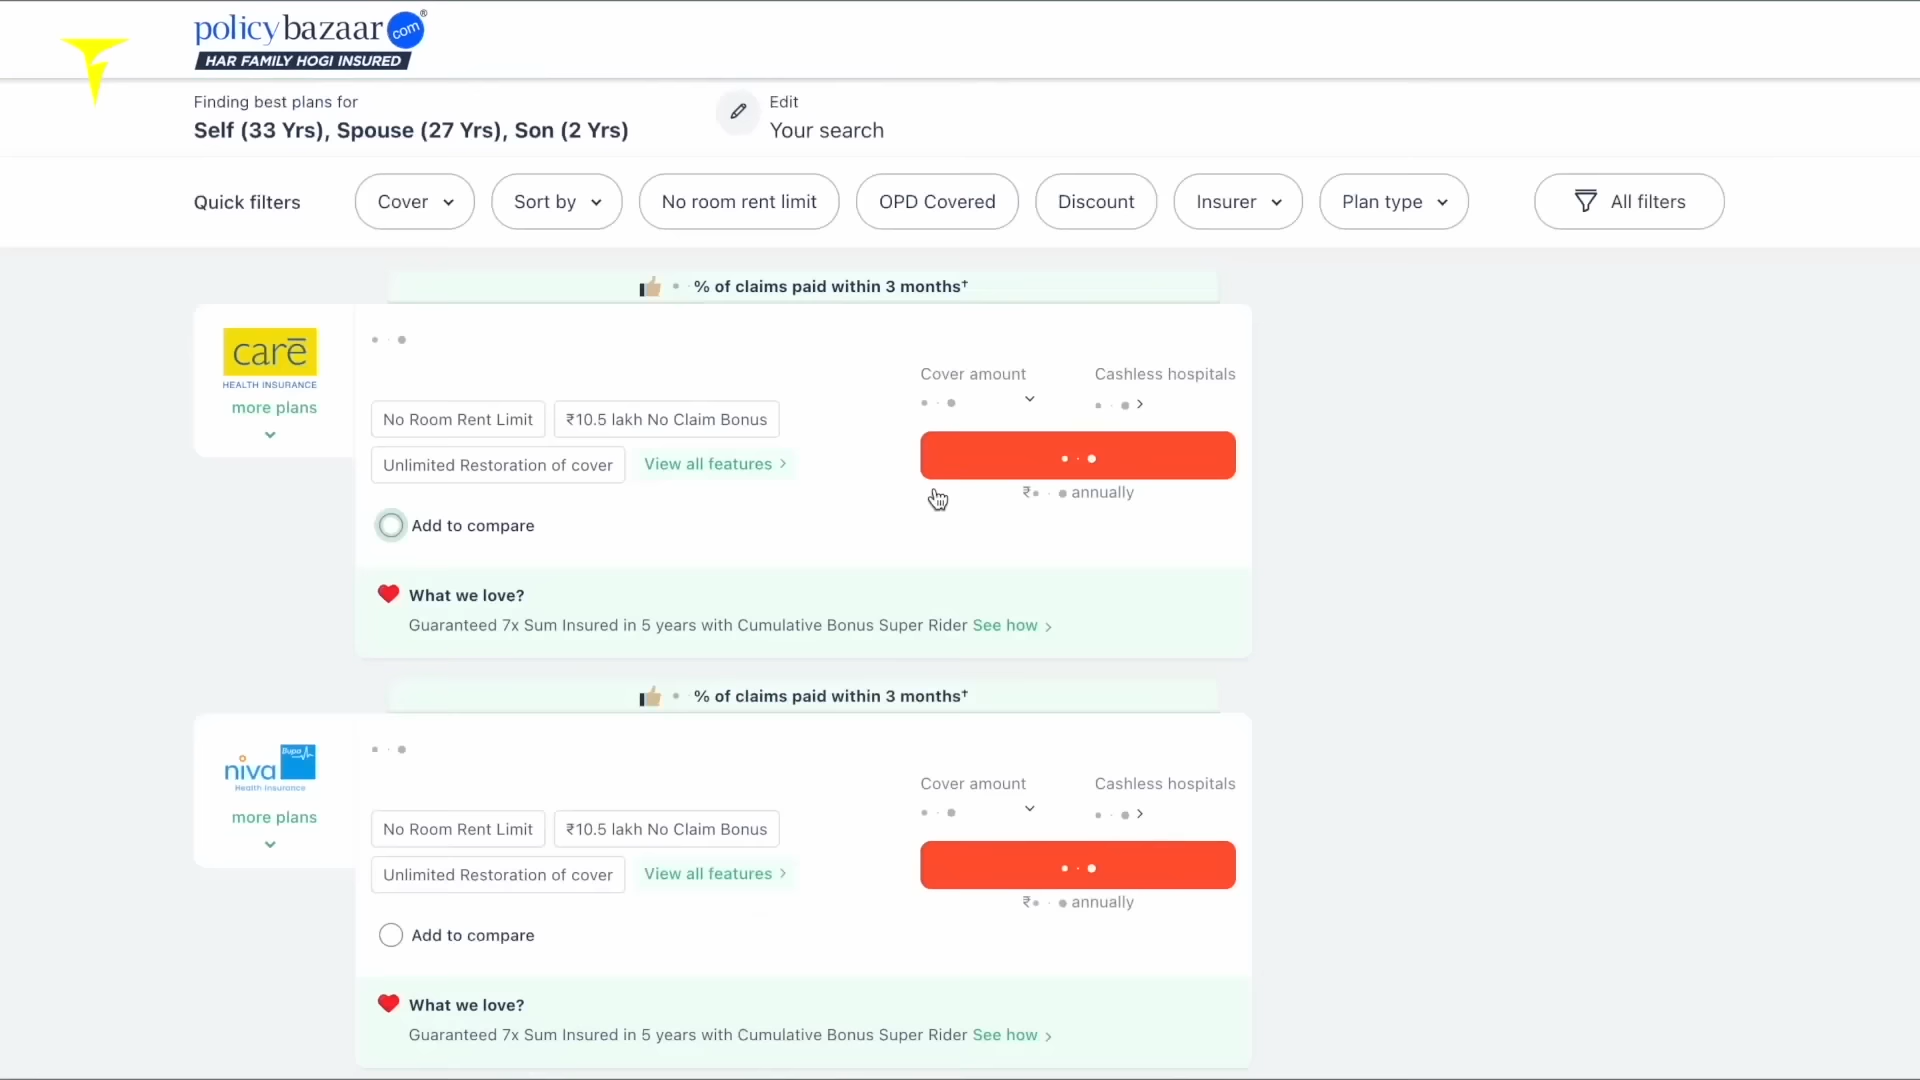 policybazaar com®
HAR FAMILY HOGI INSURED
Finding best plans for
Self (33 Yrs), Spouse (27 Yrs), Son (2 Yrs)
Edit
Your search
Quick filters
Cover
Sort by
No room rent limit
OPD Covered
Discount
Insurer
Plan type
All filters
% of claims paid within 3 months†
care
HEALTH INSURANCE
more plans
Cover amount
Cashless hospitals
No Room Rent Limit
₹10.5 lakh No Claim Bonus
Unlimited Restoration of cover
View all features >
₹ annually
Add to compare
What we love?
Guaranteed 7x Sum Insured in 5 years with Cumulative Bonus Super Rider See how >
% of claims paid within 3 months†
niva Bupa
Health Insurance
more plans
Cover amount
Cashless hospitals
No Room Rent Limit
₹10.5 lakh No Claim Bonus
Unlimited Restoration of cover
View all features >
₹ annually
Add to compare
What we love?
Guaranteed 7x Sum Insured in 5 years with Cumulative Bonus Super Rider See how >